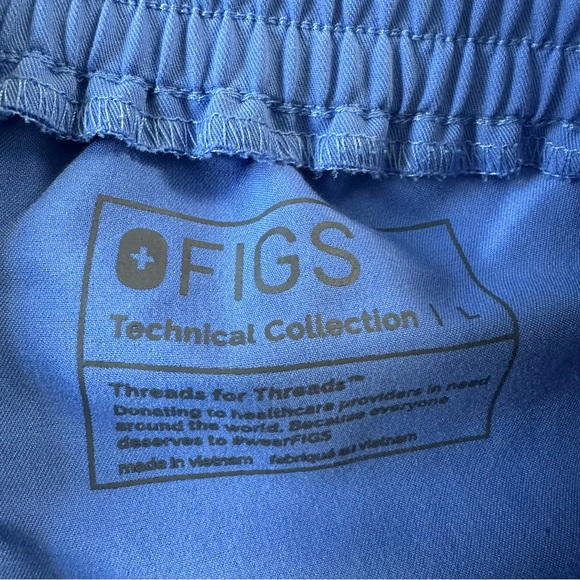 FIGS
Technical Collection | L
Threads for Threads™
Donating to healthcare providers in need
around the world. Because everyone
deserves to #wearFIGS
made in vietnam fabriqué au vietnam